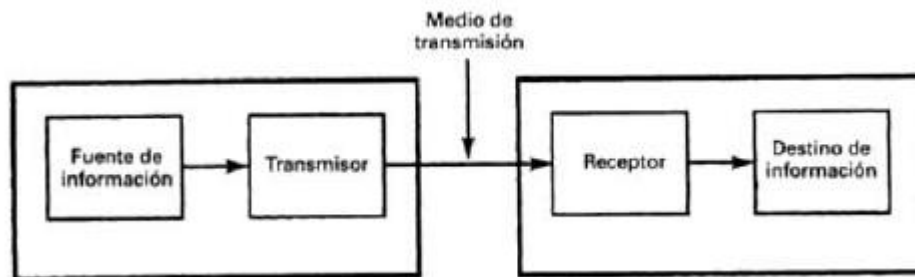 Medio de
transmisión
Fuente de
información
Transmisor
Receptor
Destino de
información